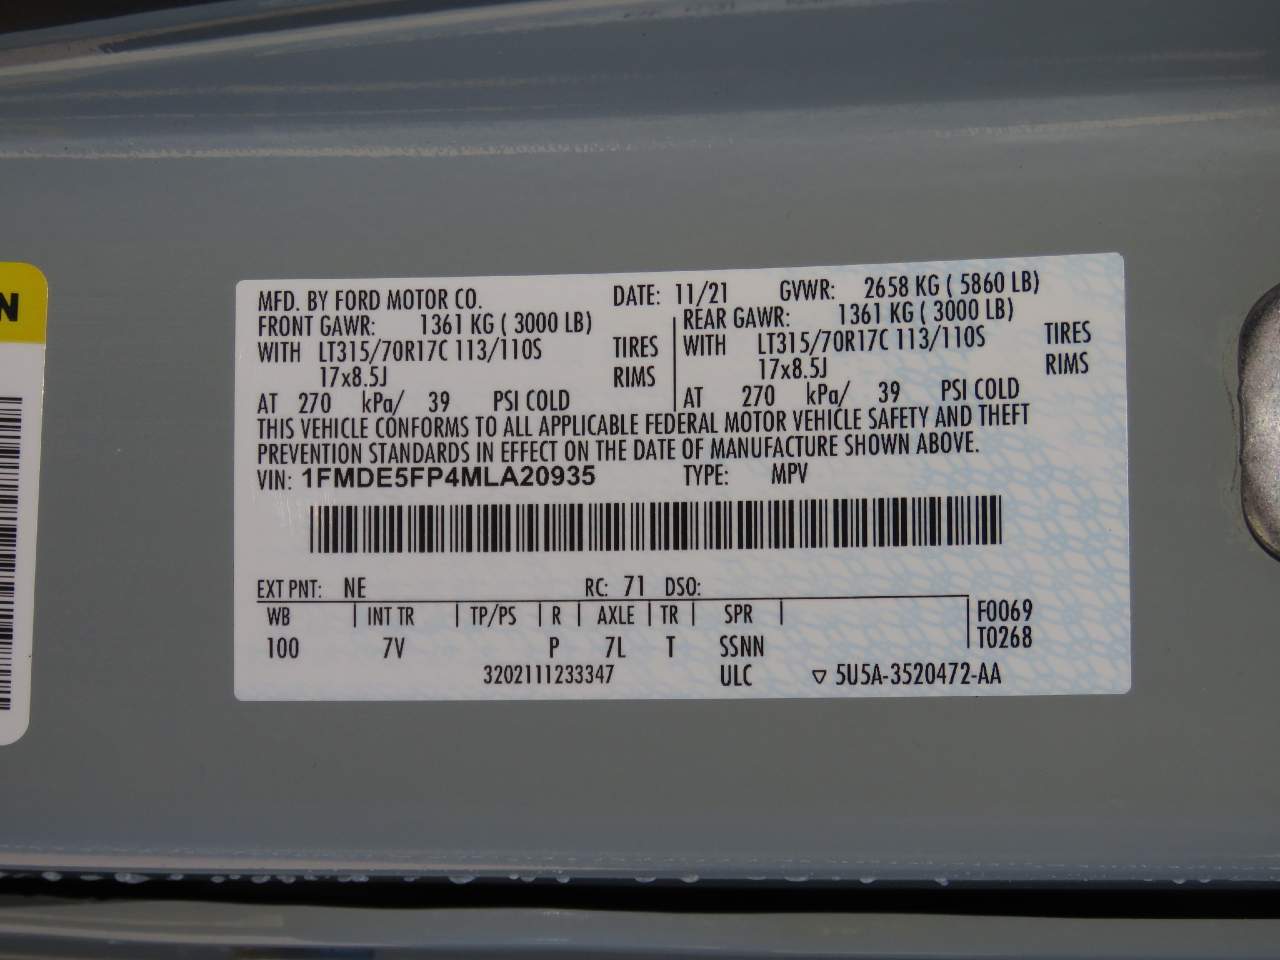 N
MFD. BY FORD MOTOR CO. DATE: 11/21 GVWR: 2658 KG ( 5860 LB)
FRONT GAWR: 1361 KG ( 3000 LB) REAR GAWR: 1361 KG ( 3000 LB)
WITH LT315/70R17C 113/110S TIRES WITH LT315/70R17C 113/110S TIRES
17x8.5J RIMS 17x8.5J RIMS
AT 270 kPa/ 39 PSI COLD AT 270 kPa/ 39 PSI COLD
THIS VEHICLE CONFORMS TO ALL APPLICABLE FEDERAL MOTOR VEHICLE SAFETY AND THEFT
PREVENTION STANDARDS IN EFFECT ON THE DATE OF MANUFACTURE SHOWN ABOVE.
VIN: 1FMDE5FP4MLA20935 TYPE: MPV
EXT PNT: NE RC: 71 DSO:
WB INT TR TP/PS R AXLE TR SPR F0069
100 7V P 7L T SSNN T0268
3202111233347 ULC ▽ 5U5A-3520472-AA